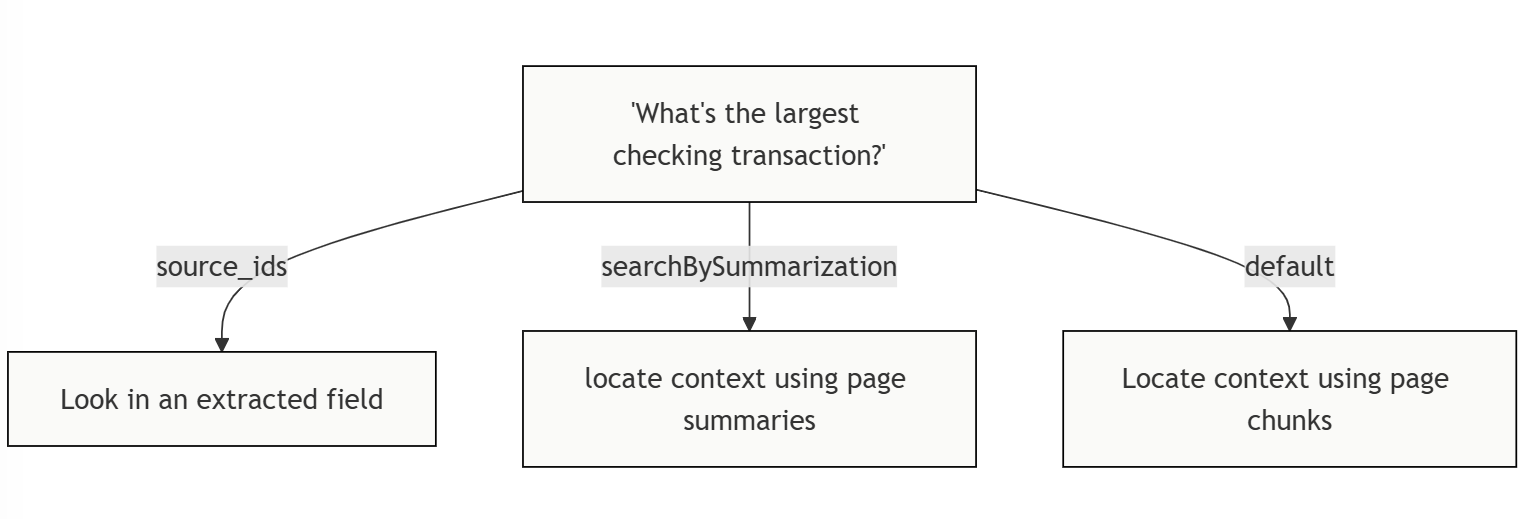 'What's the largest
checking transaction?'
source_ids
searchBySummarization
default
Look in an extracted field
locate context using page
summaries
Locate context using page
chunks